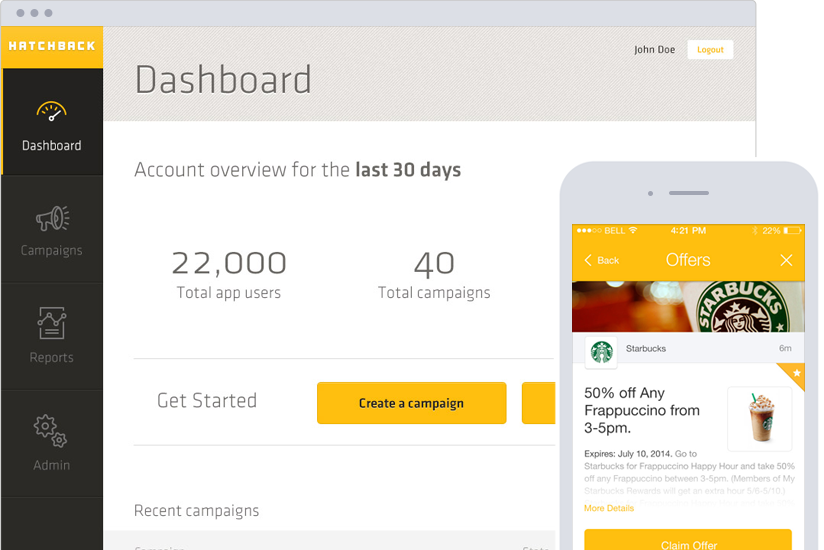 HATCHBACK
John Doe
Logout
Dashboard
Dashboard
Campaigns
Reports
Admin
Account overview for the last 30 days
22,000
Total app users
40
Total campaigns
Get Started
Create a campaign
Recent campaigns
Campaign
State
BELL
4:21 PM
22%
Back
Offers
STARBUCKS
Starbucks
6m
50% off Any
Frappuccino from
3-5pm.
Expires: July 10, 2014. Go to
Starbucks for Frappuccino Happy Hour and take 50%
off any Frappuccino between 3-5pm. (Members of My
Starbucks Rewards will get an extra hour 5/6-5/10.)
More Details
Claim Offer